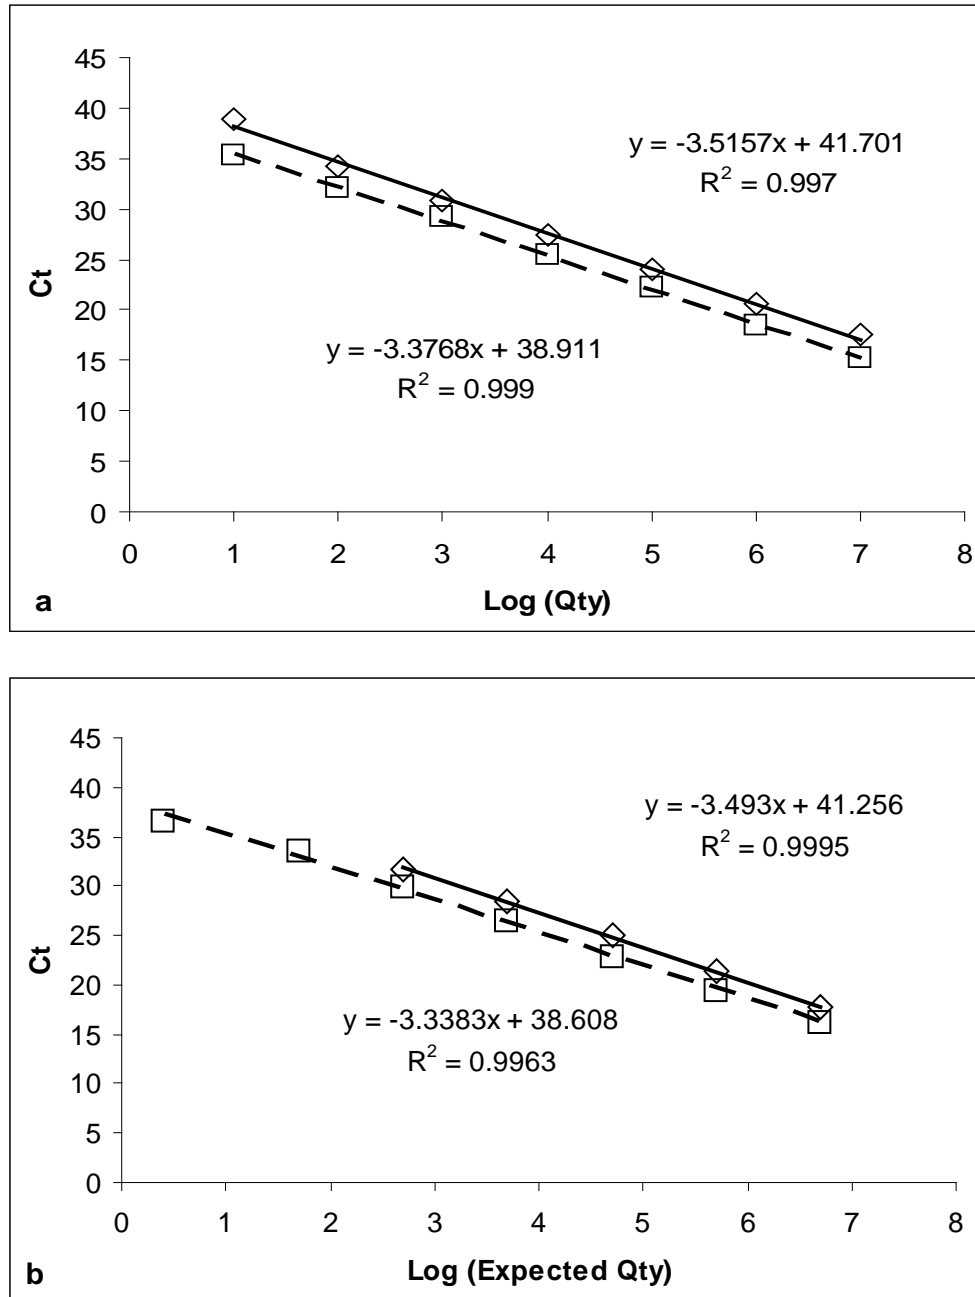 45
40
35
30
25
20
15
10
5
0
Ct
y = -3.5157x + 41.701
R² = 0.997
y = -3.3768x + 38.911
R² = 0.999
0 1 2 3 4 5 6 7 8
Log (Qty)
a
45
40
35
30
25
20
15
10
5
0
Ct
y = -3.493x + 41.256
R² = 0.9995
y = -3.3383x + 38.608
R² = 0.9963
0 1 2 3 4 5 6 7 8
Log (Expected Qty)
b